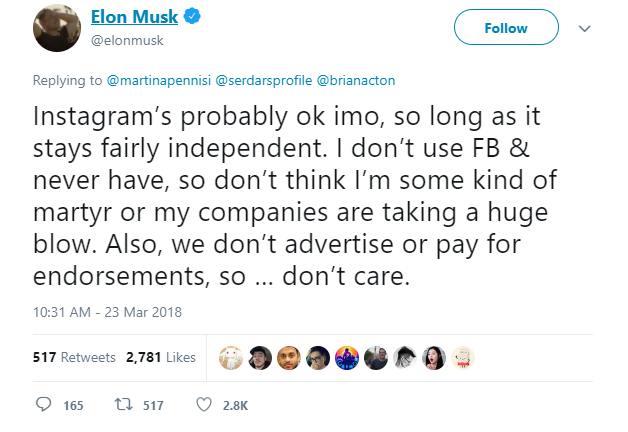 Elon Musk
Follow
@elonmusk
Replying to @martinapennisi @serdarsprofile @brianacton
Instagram's probably ok imo, so long as it
stays fairly independent. I don't use FB &
never have, so don't think I'm some kind of
martyr or my companies are taking a huge
blow. Also, we don't advertise or pay for
endorsements, so ... don't care.
10:31 AM - 23 Mar 2018
517 Retweets 2,781 Likes
165 517 2.8K